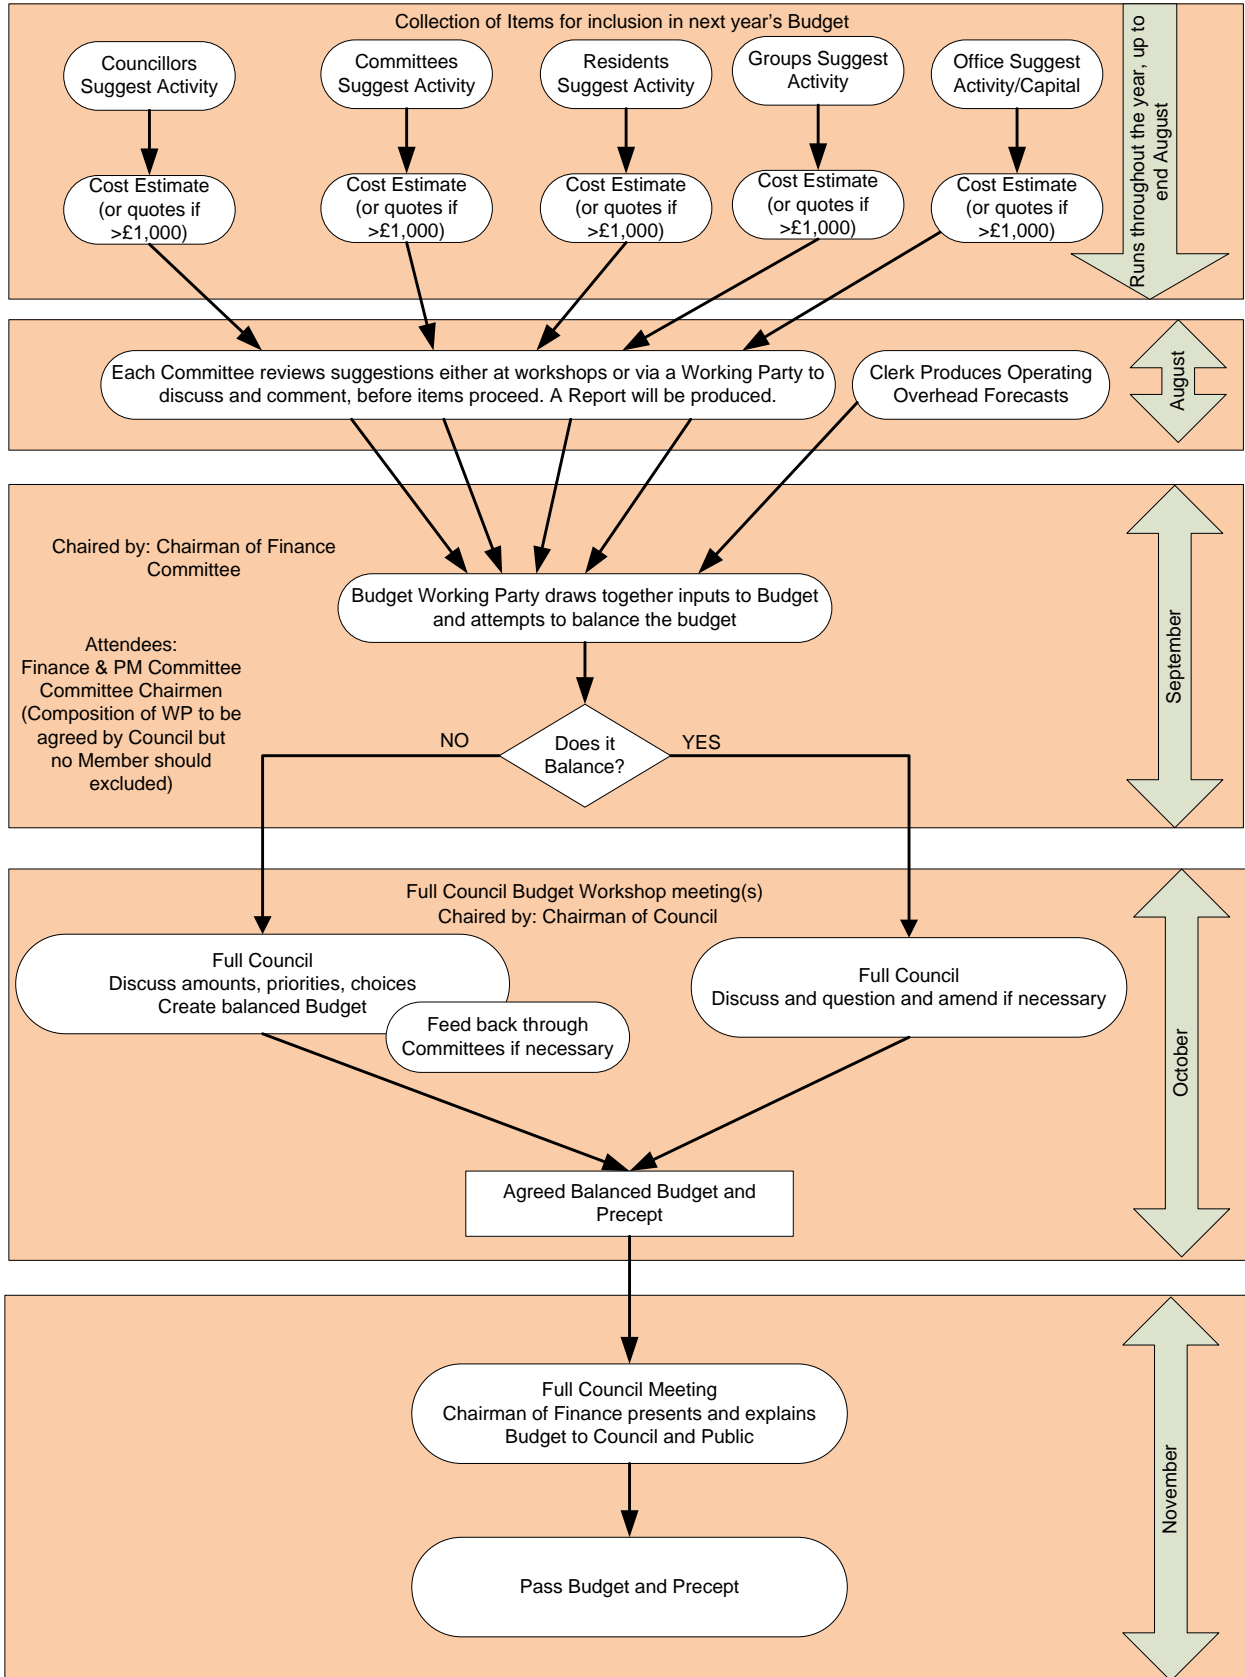 Collection of Items for inclusion in next year's Budget
Councillors
Suggest Activity
Committees
Suggest Activity
Residents
Suggest Activity
Groups Suggest
Activity
Office Suggest
Activity/Capital
Runs throughout the year, up to
end August
Cost Estimate
(or quotes if
>£1,000)
Cost Estimate
(or quotes if
>£1,000)
Cost Estimate
(or quotes if
>£1,000)
Cost Estimate
(or quotes if
>£1,000)
Cost Estimate
(or quotes if
>£1,000)
Each Committee reviews suggestions either at workshops or via a Working Party to
discuss and comment, before items proceed. A Report will be produced.
Clerk Produces Operating
Overhead Forecasts
August
Chaired by: Chairman of Finance
Committee
Budget Working Party draws together inputs to Budget
and attempts to balance the budget
Attendees:
Finance & PM Committee
Committee Chairmen
(Composition of WP to be
agreed by Council but
no Member should
excluded)
Does it
Balance?
NO
YES
September
Full Council Budget Workshop meeting(s)
Chaired by: Chairman of Council
Full Council
Discuss amounts, priorities, choices
Create balanced Budget
Feed back through
Committees if necessary
Full Council
Discuss and question and amend if necessary
October
Agreed Balanced Budget and
Precept
Full Council Meeting
Chairman of Finance presents and explains
Budget to Council and Public
November
Pass Budget and Precept